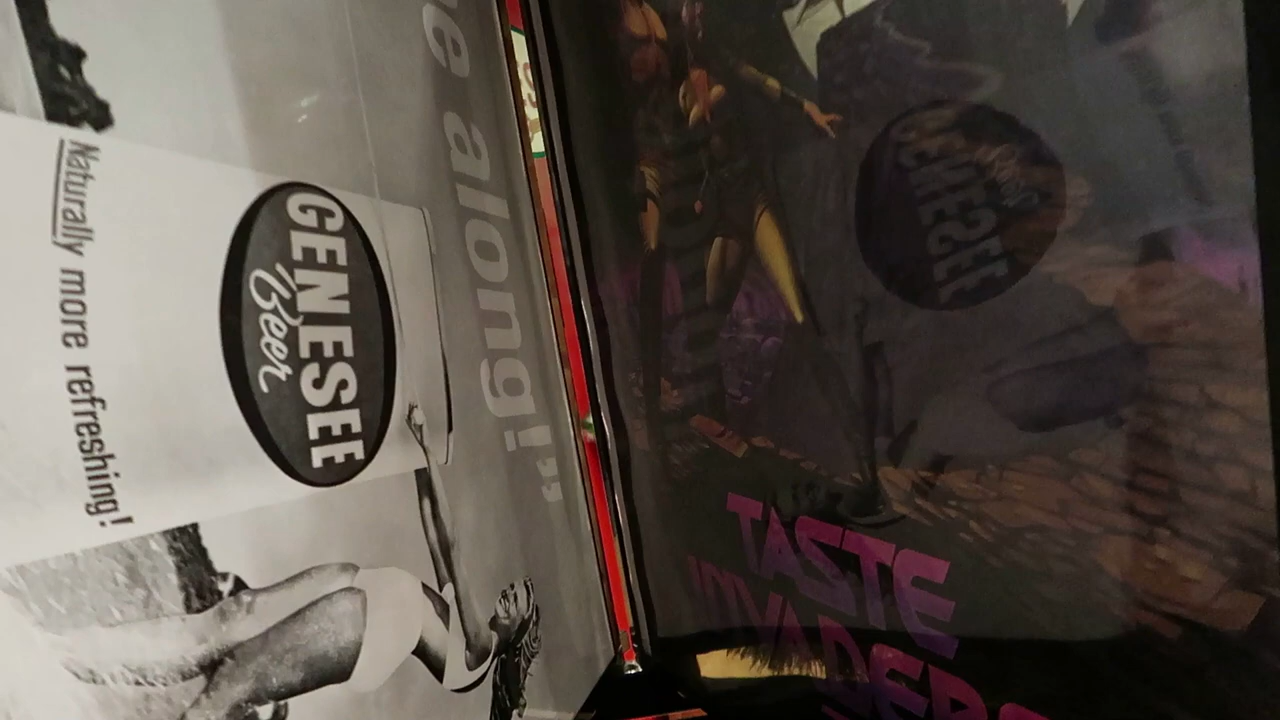 e along!"
GENESEE
Beer
Naturally more refreshing!
TASTE
INVADERS
GENESEE